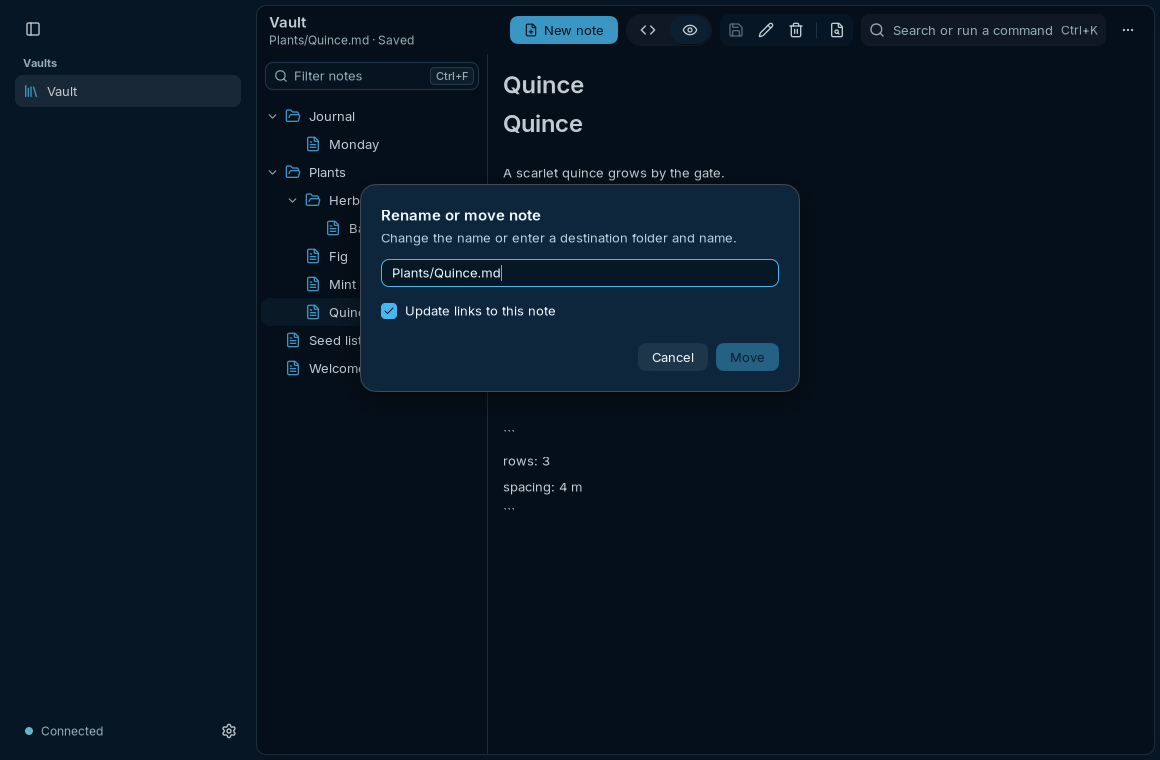 Vaults
Vault
Connected
Vault
Plants/Quince.md · Saved
New note
Search or run a command Ctrl+K
Filter notes Ctrl+F
Journal
Monday
Plants
Fig
Mint
Seed list
Welcome
Quince
Quince
A scarlet quince grows by the gate.
Rename or move note
Change the name or enter a destination folder and name.
Plants/Quince.md
Update links to this note
Cancel Move
```
rows: 3
spacing: 4 m
```